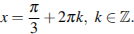 x = π/3 + 2πk, k ∈ ℤ.